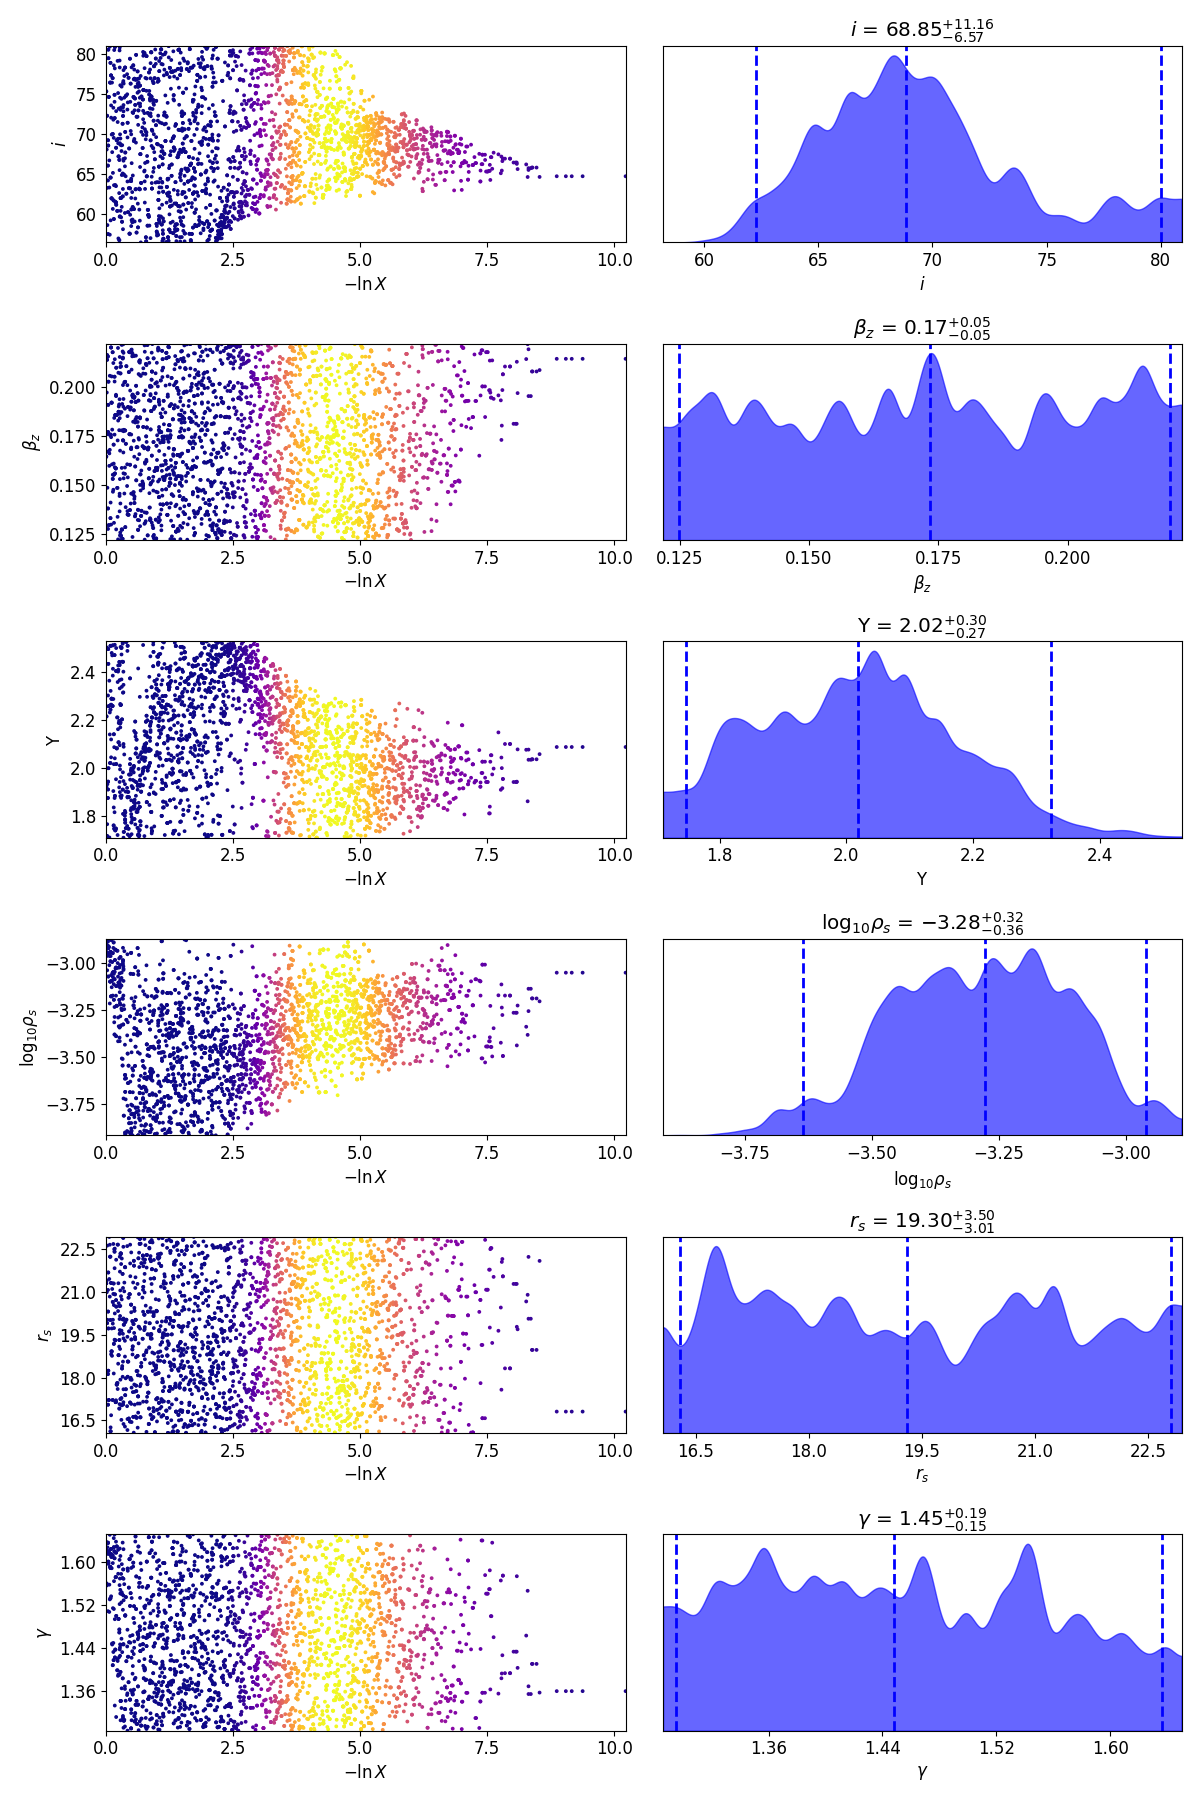 i = 68.85+11.16−6.57
80
75
70
65
60
i
0.0 2.5 5.0 7.5 10.0
60 65 70 75 80
−ln X
i
βz = 0.17+0.05−0.05
0.200
0.175
0.150
0.125
βz
0.0 2.5 5.0 7.5 10.0
0.125 0.150 0.175 0.200
−ln X
βz
Y = 2.02+0.30−0.27
2.4
2.2
2.0
1.8
Y
0.0 2.5 5.0 7.5 10.0
1.8 2.0 2.2 2.4
−ln X
Y
log10ρs = −3.28+0.32−0.36
−3.00
−3.25
−3.50
−3.75
log10ρs
0.0 2.5 5.0 7.5 10.0
−3.75 −3.50 −3.25 −3.00
−ln X
log10ρs
rs = 19.30+3.50−3.01
22.5
21.0
19.5
18.0
16.5
rs
0.0 2.5 5.0 7.5 10.0
16.5 18.0 19.5 21.0 22.5
−ln X
rs
γ = 1.45+0.19−0.15
1.60
1.52
1.44
1.36
γ
0.0 2.5 5.0 7.5 10.0
1.36 1.44 1.52 1.60
−ln X
γ